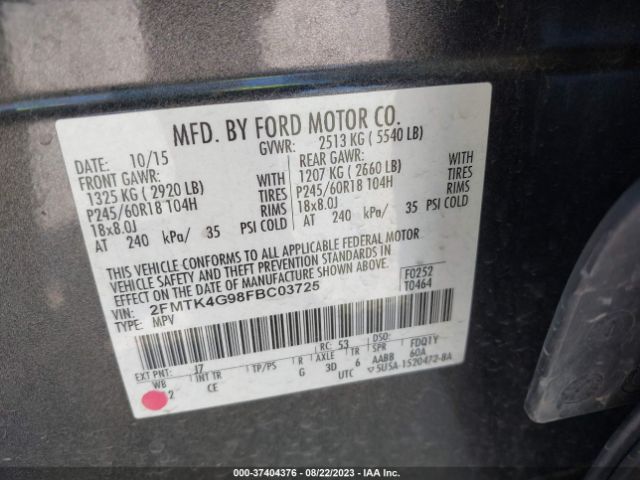 MFD. BY FORD MOTOR CO.
DATE: 10/15 GVWR: 2513 KG ( 5540 LB)
FRONT GAWR: WITH REAR GAWR: WITH
1325 KG ( 2920 LB) TIRES 1207 KG ( 2660 LB) TIRES
P245/60R18 104H RIMS P245/60R18 104H RIMS
18x8.0J 18x8.0J
AT 240 kPa/ 35 PSI COLD AT 240 kPa/ 35 PSI COLD
THIS VEHICLE CONFORMS TO ALL APPLICABLE FEDERAL MOTOR
VEHICLE SAFETY AND THEFT PREVENTION STANDARDS IN
EFFECT ON THE DATE OF MANUFACTURE SHOWN ABOVE.
VIN: 2FMTK4G98FBC03725 F0252
TYPE: MPV T0464
EXT PNT: J7 RC: 53 DSO:
WB INT TR TP/PS R AXLE TR SPR FDD1Y
2 CE G 3D 6 AABB 60A
UTC 5U5A-1520472-BA
000-37404376 - 08/22/2023 - IAA Inc.